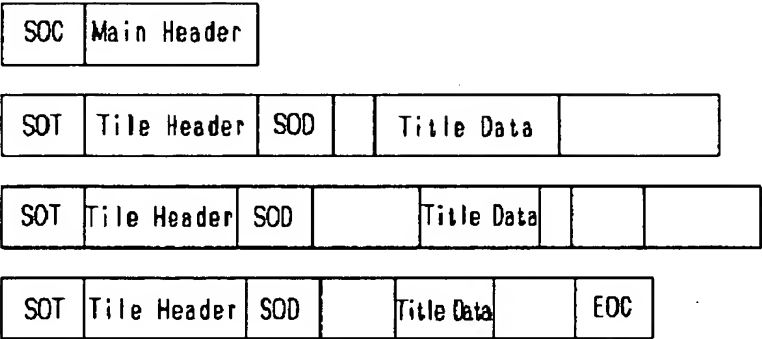 SOC Main Header
SOT Tile Header SOD Title Data
SOT Tile Header SOD Title Data
SOT Tile Header SOD Title Data EOC